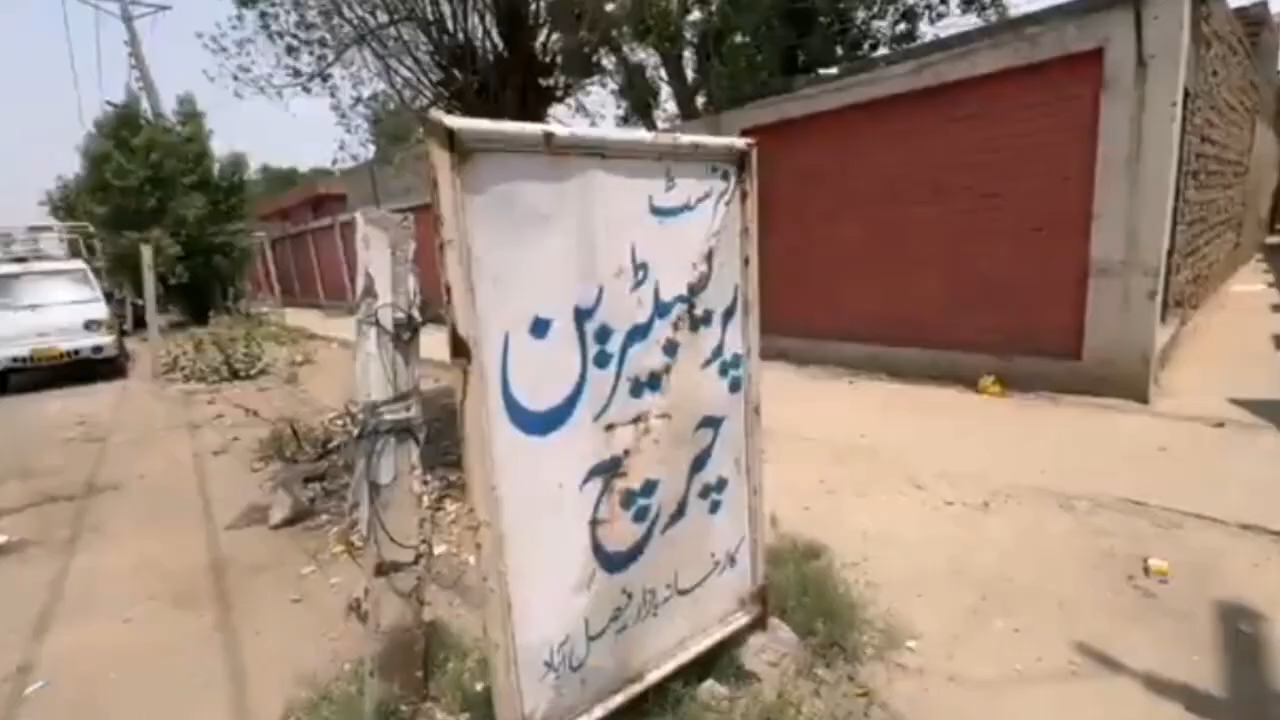 فرسٹ
پریسبیٹیرین
چرچ
کارخانہ بازار فیصل آباد